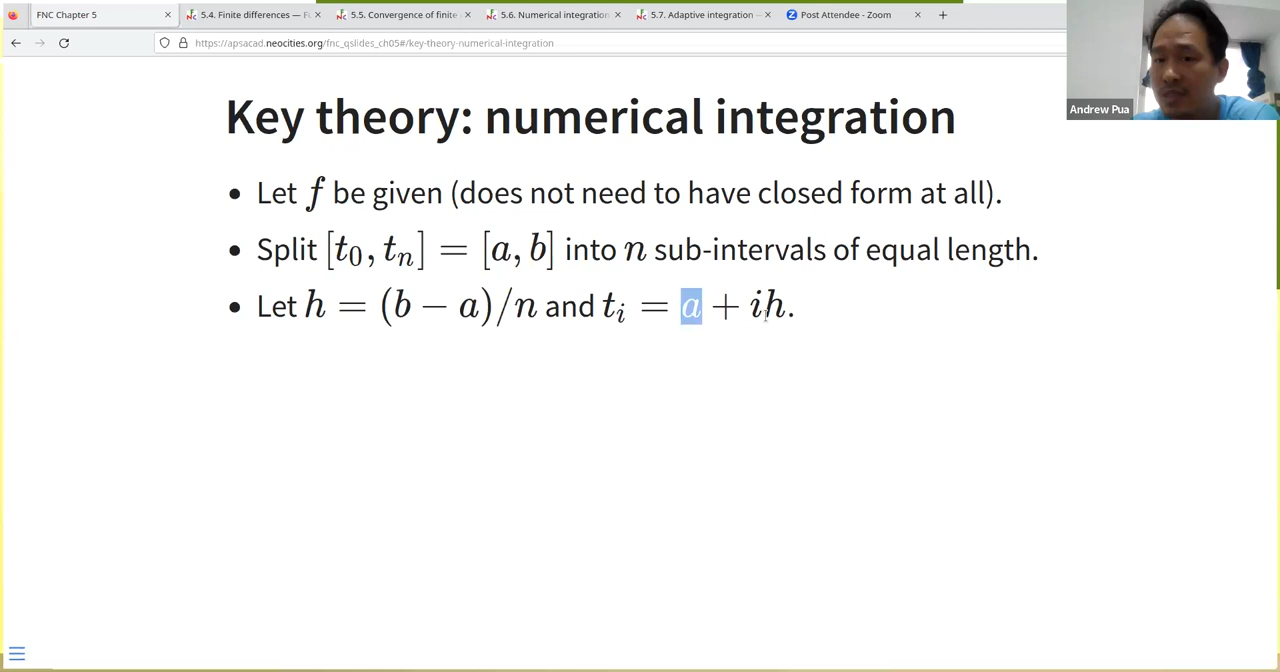 FNC Chapter 5
5.4. Finite differences — F
5.5. Convergence of finite
5.6. Numerical integration
5.7. Adaptive integration —
Post Attendee - Zoom
https://apsacad.neocities.org/fnc_qslides_ch05#/key-theory-numerical-integration
Andrew Pua
Key theory: numerical integration
• Let f be given (does not need to have closed form at all).
• Split [t₀, tₙ] = [a, b] into n sub-intervals of equal length.
• Let h = (b − a)/n and tᵢ = a + ih.